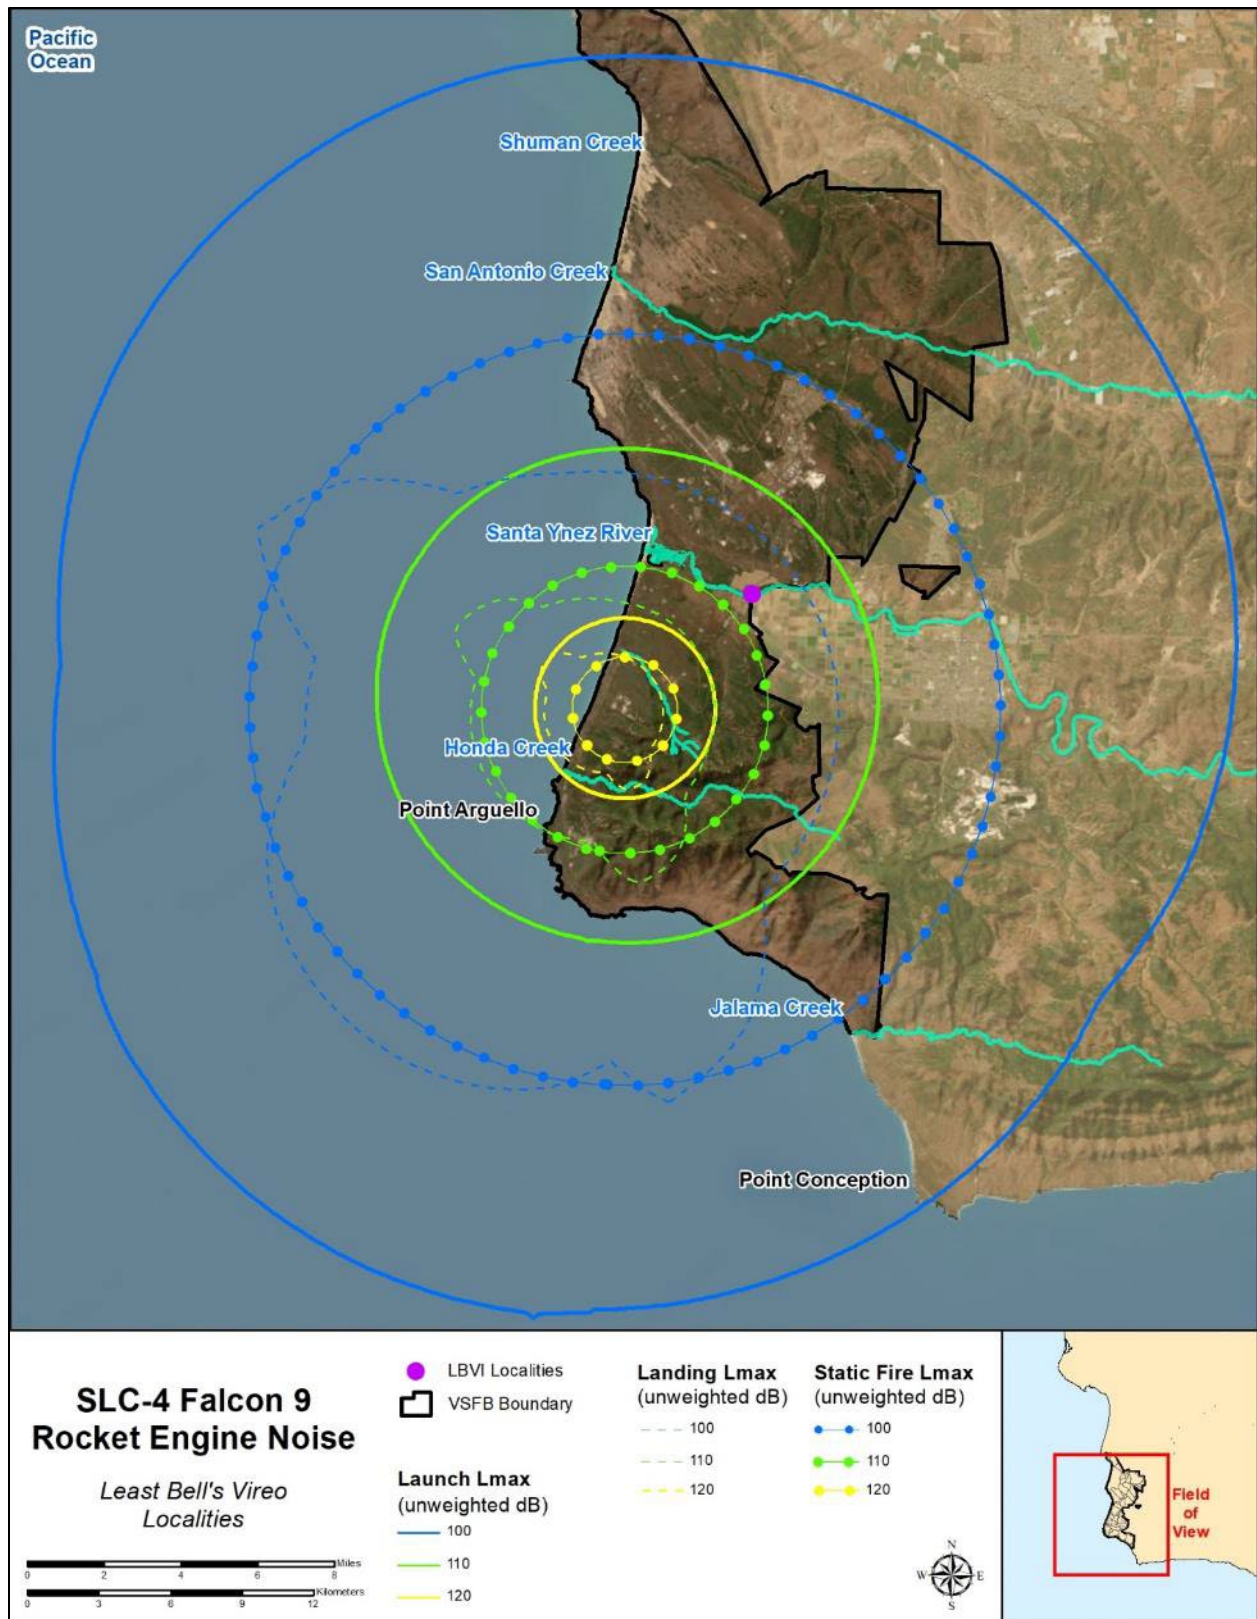 Pacific
Ocean
Shuman Creek
San Antonio Creek
Santa Ynez River
Honda Creek
Point Arguello
Jalama Creek
Point Conception
SLC-4 Falcon 9
Rocket Engine Noise
Least Bell's Vireo
Localities
Miles
0 2 4 6 8
Kilometers
0 3 6 9 12
LBVI Localities
VSFB Boundary
Launch Lmax
(unweighted dB)
100
110
120
Landing Lmax
(unweighted dB)
100
110
120
Static Fire Lmax
(unweighted dB)
100
110
120
N
W E
S
Field
of
View